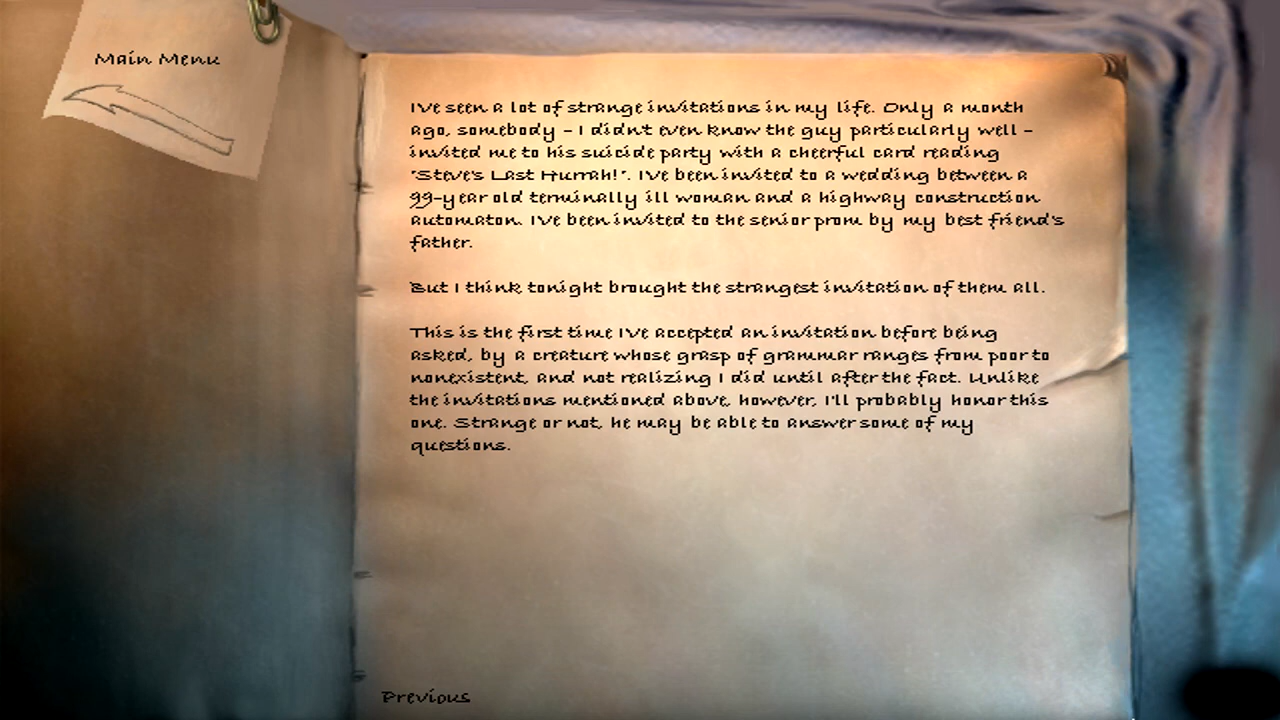 Main Menu
I've seen a lot of strange invitations in my life. Only a month
ago, somebody - I didn't even know the guy particularly well -
invited me to his suicide party with a cheerful card reading
"Steve's Last Hurrah!". I've been invited to a wedding between a
99-year old terminally ill woman and a highway construction
automaton. I've been invited to the senior prom by my best friend's
father.
But I think tonight brought the strangest invitation of them all.
This is the first time I've accepted an invitation before being
asked, by a creature whose grasp of grammar ranges from poor to
nonexistent, and not realizing I did until after the fact. Unlike
the invitations mentioned above, however, I'll probably honor this
one. Strange or not, he may be able to answer some of my
questions.
Previous